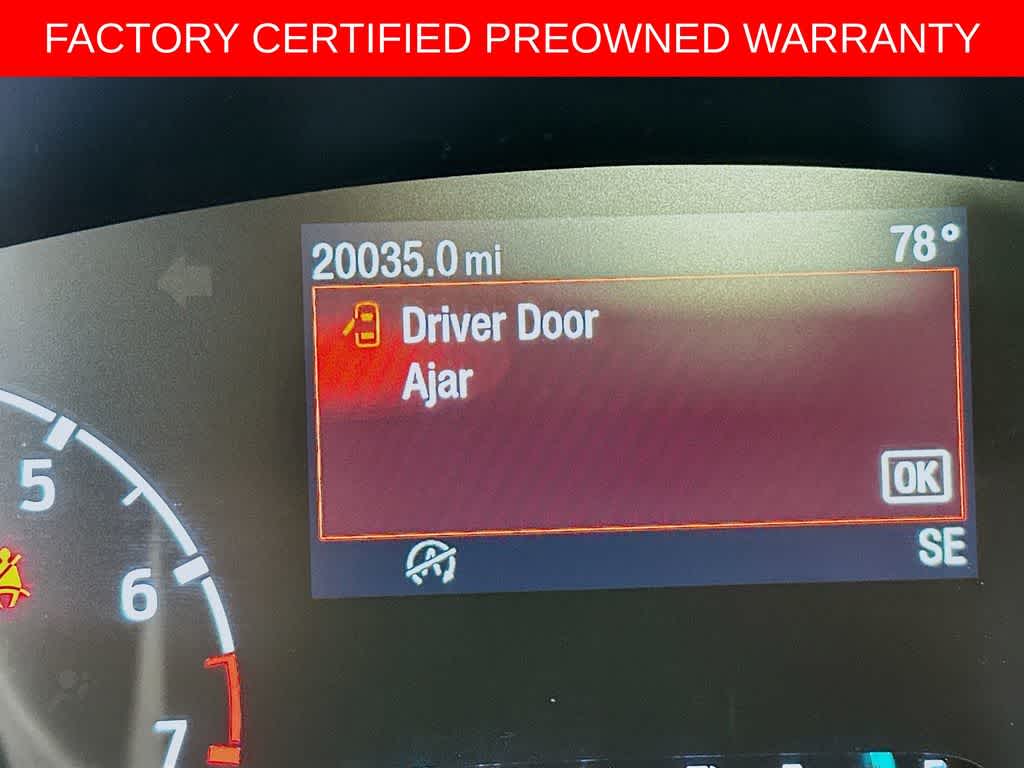 FACTORY CERTIFIED PREOWNED WARRANTY
20035.0 mi
78°
Driver Door
Ajar
OK
SE
5
6
7